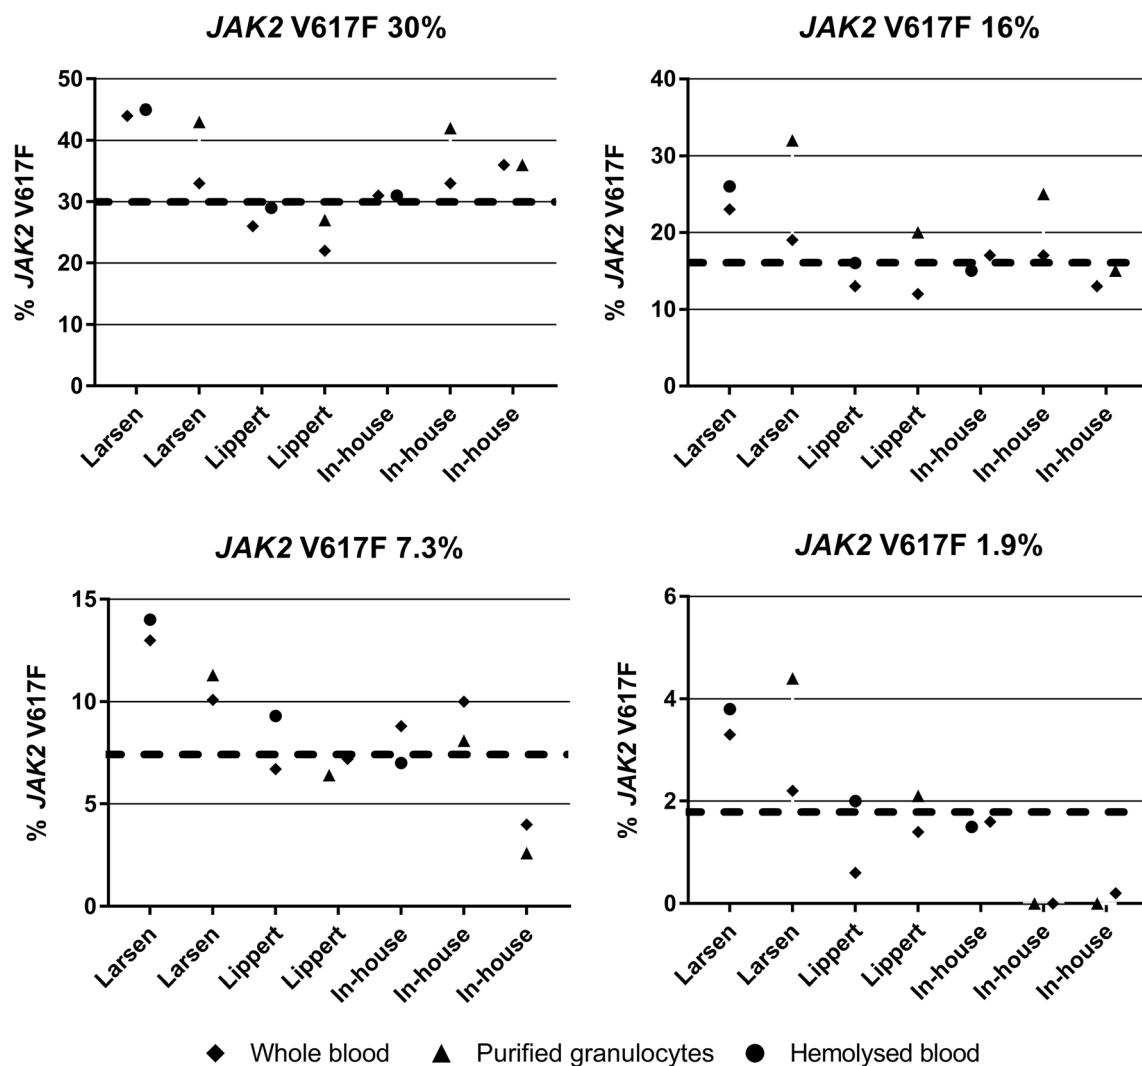 JAK2 V617F 30%
% JAK2 V617F
50
40
30
20
10
0
Larsen
Larsen
Lippert
Lippert
In-house
In-house
In-house
JAK2 V617F 16%
% JAK2 V617F
40
30
20
10
0
Larsen
Larsen
Lippert
Lippert
In-house
In-house
In-house
JAK2 V617F 7.3%
% JAK2 V617F
15
10
5
0
Larsen
Larsen
Lippert
Lippert
In-house
In-house
In-house
JAK2 V617F 1.9%
% JAK2 V617F
6
4
2
0
Larsen
Larsen
Lippert
Lippert
In-house
In-house
In-house
Whole blood Purified granulocytes Hemolysed blood